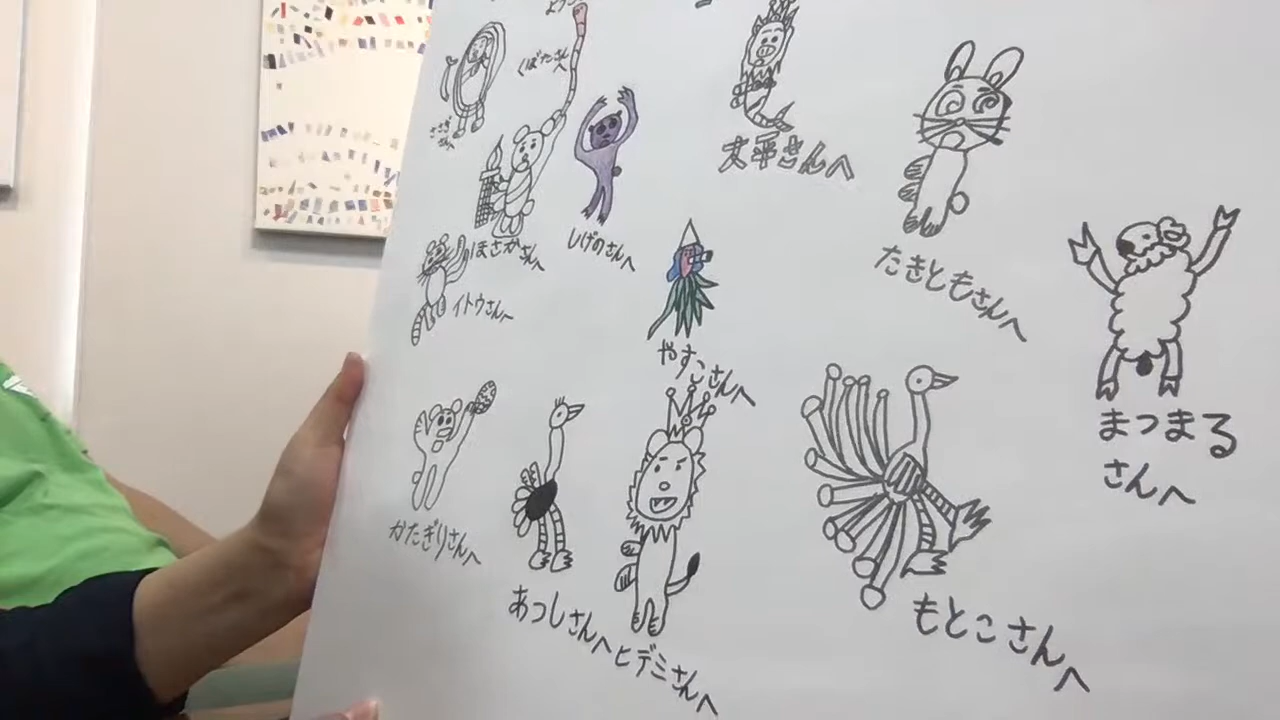 くぼた夫
太平さんへ
ほさかさんへ
しげのさんへ
たきともさんへ
イトウさんへ
やすこさんへ
まつまる
さんへ
かたぎりさんへ
あつしさんへ
ヒデミさんへ
もとこさんへ